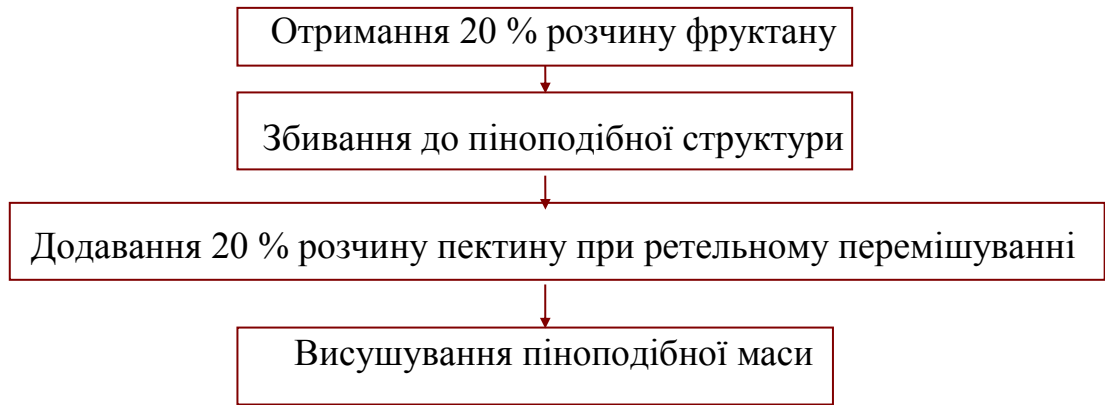 Отримання 20 % розчину фруктану
Збивання до піноподібної структури
Додавання 20 % розчину пектину при ретельному перемішуванні
Висушування піноподібної маси